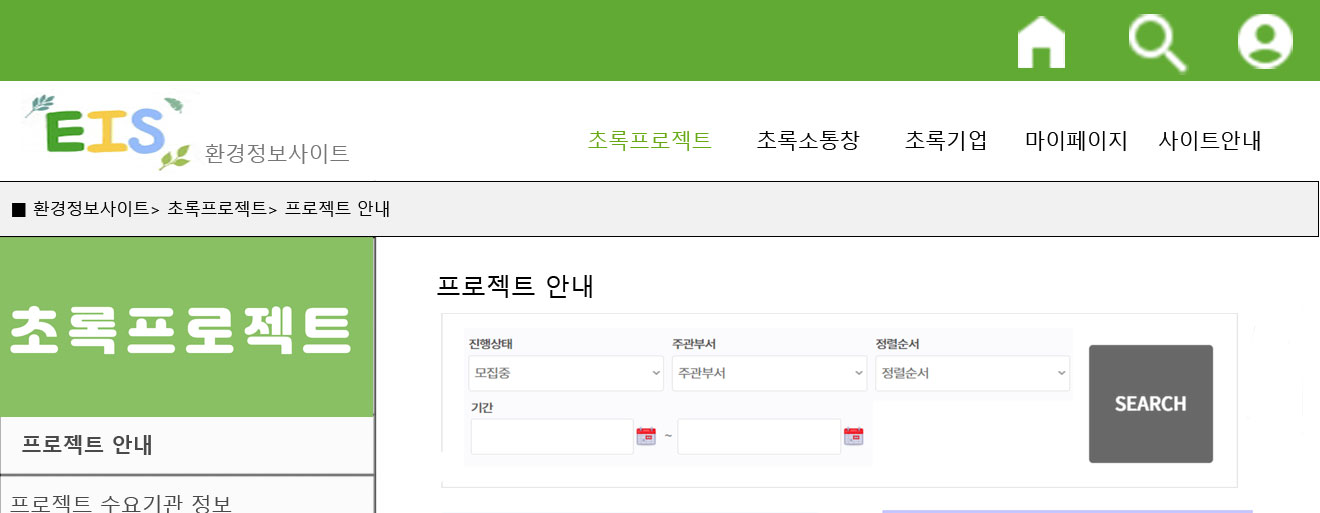 EIS 환경정보사이트
초록프로젝트 초록소통창 초록기업 마이페이지 사이트안내
■ 환경정보사이트> 초록프로젝트> 프로젝트 안내
초록프로젝트
프로젝트 안내
프로젝트 수요기관 정보
프로젝트 안내
진행상태 주관부서 정렬순서
모집중 주관부서 정렬순서
기간
~
SEARCH